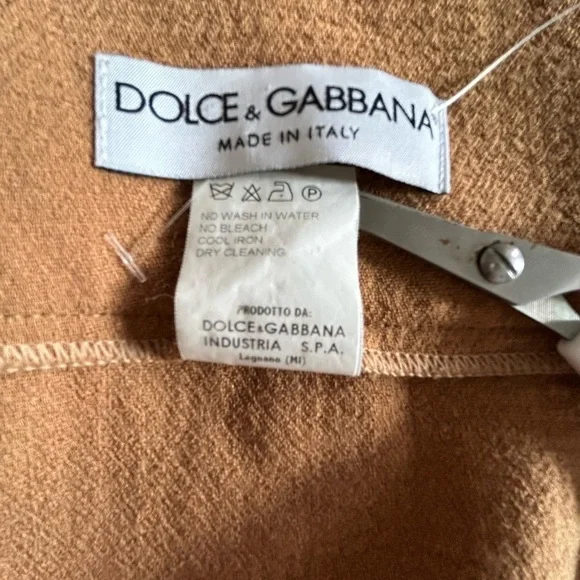 DOLCE & GABBANA
MADE IN ITALY
P
NO WASH IN WATER
NO BLEACH
COOL IRON
DRY CLEANING
PRODOTTO DA:
DOLCE&GABBANA
INDUSTRIA S.P.A.
Legnano (MI)